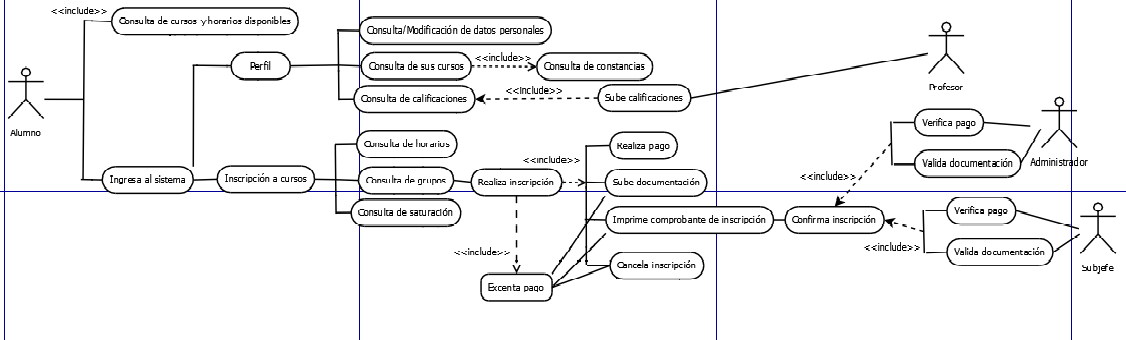 <<include>>
Consulta de cursos y horarios disponibles
Alumno
Perfil
Consulta/Modificación de datos personales
Consulta de sus cursos
<<include>>
Consulta de constancias
Consulta de calificaciones
<<include>>
Sube calificaciones
Profesor
Ingresa al sistema
Inscripción a cursos
Consulta de horarios
Consulta de grupos
Consulta de saturación
Realiza inscripción
<<include>>
Realiza pago
Sube documentación
Imprime comprobante de inscripción
Cancela inscripción
<<include>>
Excenta pago
Confirma inscripción
<<include>>
Verifica pago
Valida documentación
Administrador
<<include>>
Verifica pago
Valida documentación
Subjefe